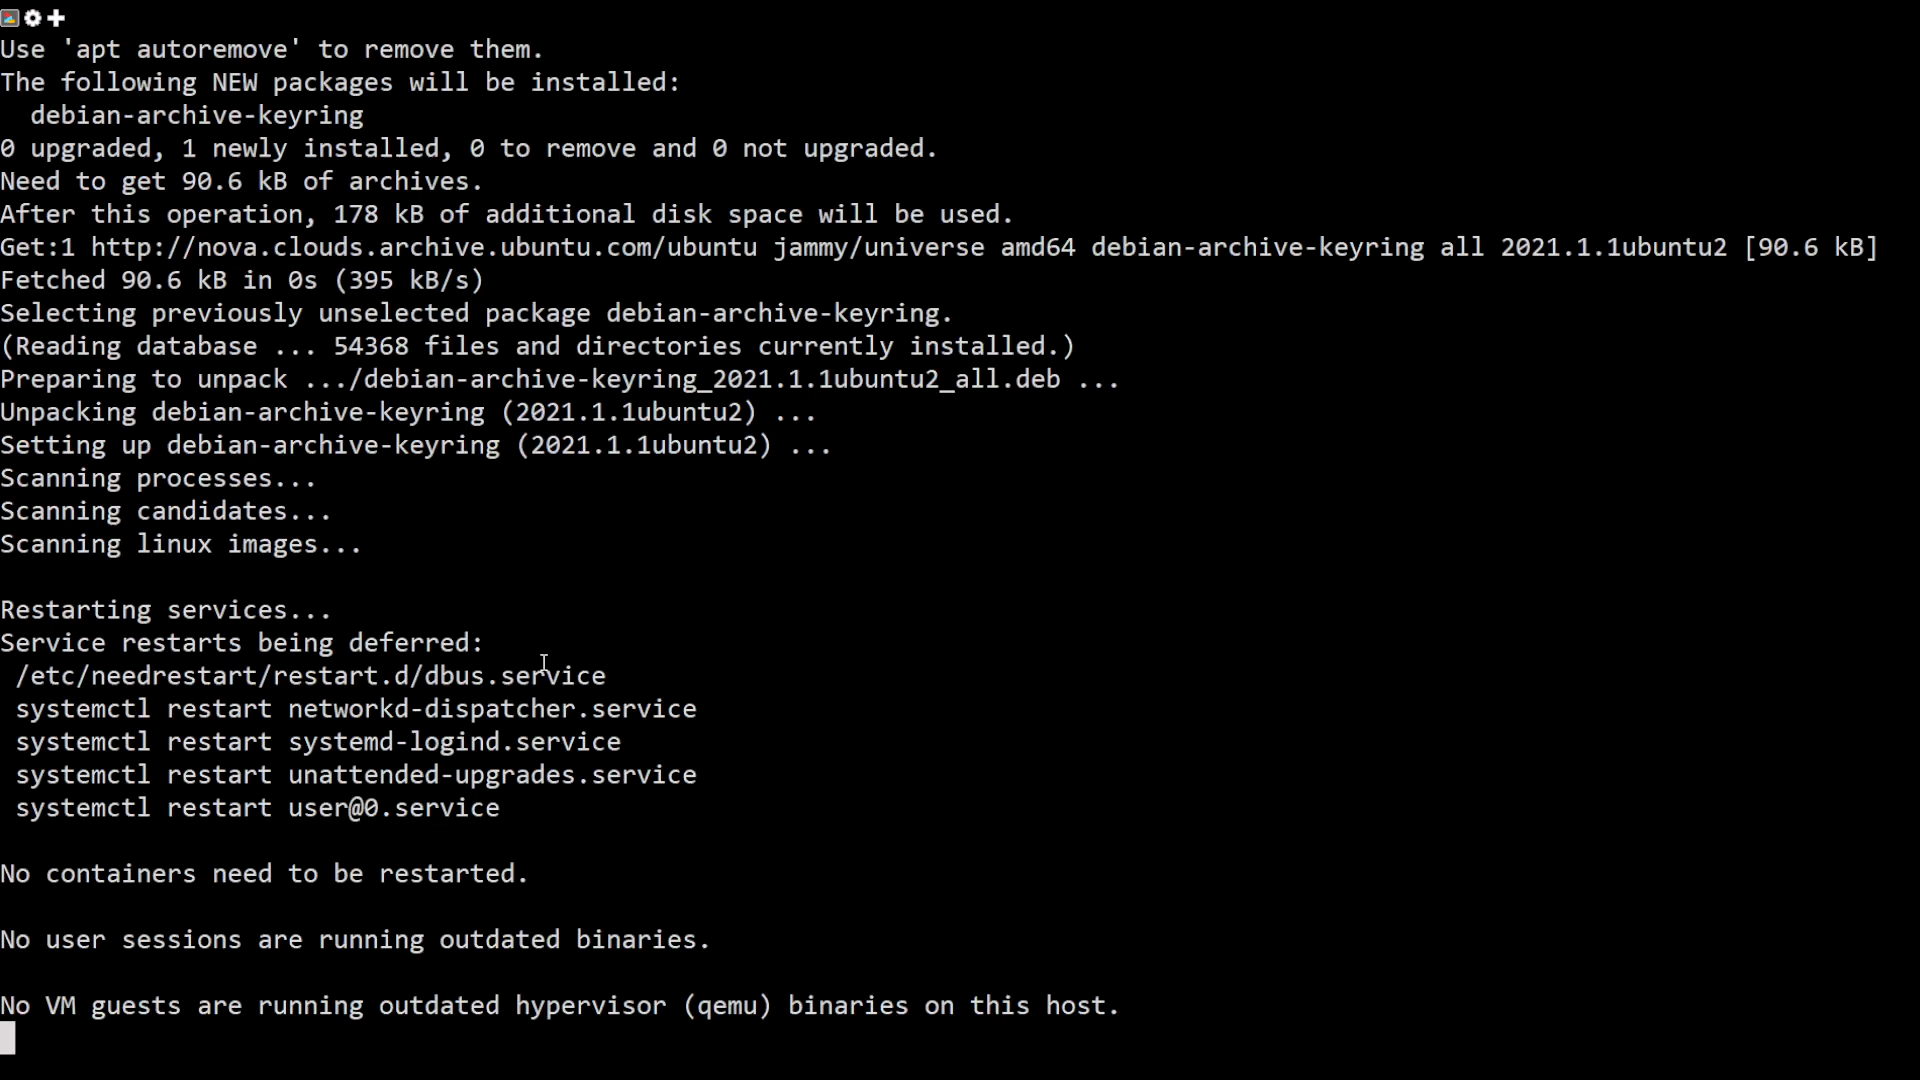 Use 'apt autoremove' to remove them.
The following NEW packages will be installed:
  debian-archive-keyring
0 upgraded, 1 newly installed, 0 to remove and 0 not upgraded.
Need to get 90.6 kB of archives.
After this operation, 178 kB of additional disk space will be used.
Get:1 http://nova.clouds.archive.ubuntu.com/ubuntu jammy/universe amd64 debian-archive-keyring all 2021.1.1ubuntu2 [90.6 kB]
Fetched 90.6 kB in 0s (395 kB/s)
Selecting previously unselected package debian-archive-keyring.
(Reading database ... 54368 files and directories currently installed.)
Preparing to unpack .../debian-archive-keyring_2021.1.1ubuntu2_all.deb ...
Unpacking debian-archive-keyring (2021.1.1ubuntu2) ...
Setting up debian-archive-keyring (2021.1.1ubuntu2) ...
Scanning processes...
Scanning candidates...
Scanning linux images...

Restarting services...
Service restarts being deferred:
 /etc/needrestart/restart.d/dbus.service
 systemctl restart networkd-dispatcher.service
 systemctl restart systemd-logind.service
 systemctl restart unattended-upgrades.service
 systemctl restart user@0.service

No containers need to be restarted.

No user sessions are running outdated binaries.

No VM guests are running outdated hypervisor (qemu) binaries on this host.